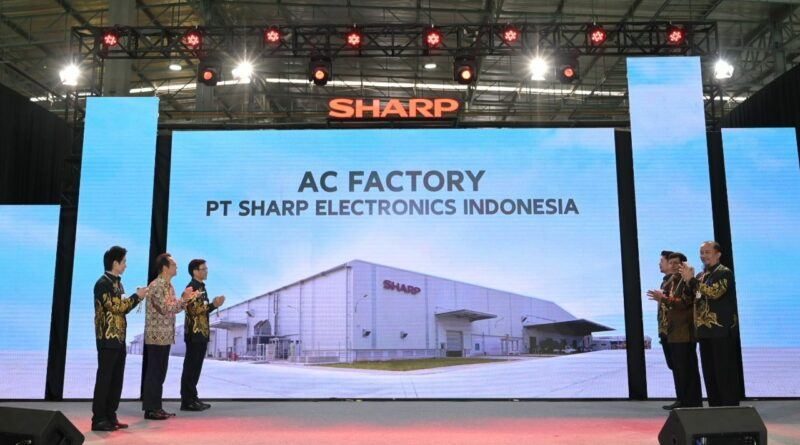 SHARP
AC FACTORY
PT SHARP ELECTRONICS INDONESIA
SHARP